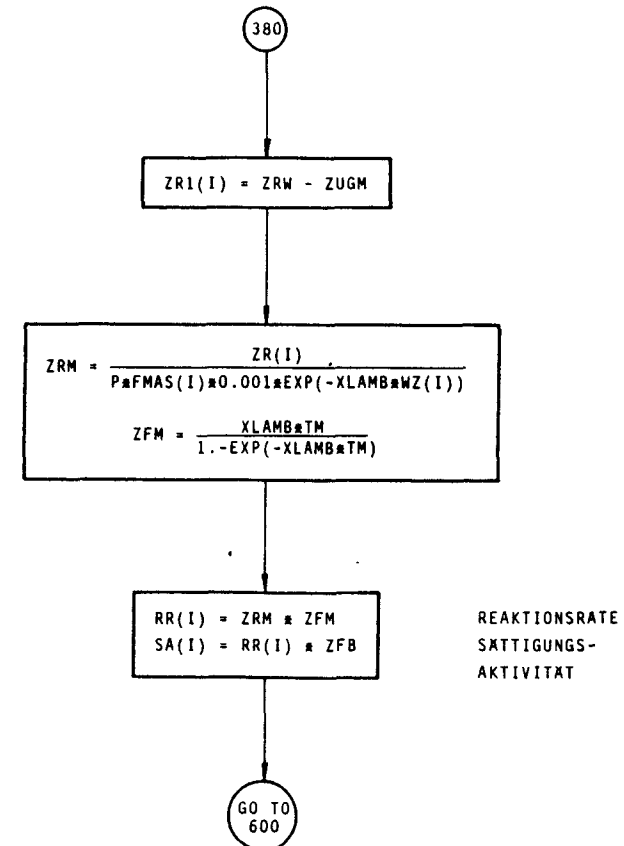 380
ZR1(I) = ZRW - ZUGM
ZRM = ZR(I)
P*FMAS(I)*0.001*EXP(-XLAMB*WZ(I))
ZFM = XLAMB*TM
1.-EXP(-XLAMB*TM)
RR(I) = ZRM * ZFM
SA(I) = RR(I) * ZFB
REAKTIONSRATE
SÄTTIGUNGS-
AKTIVITÄT
GO TO
600